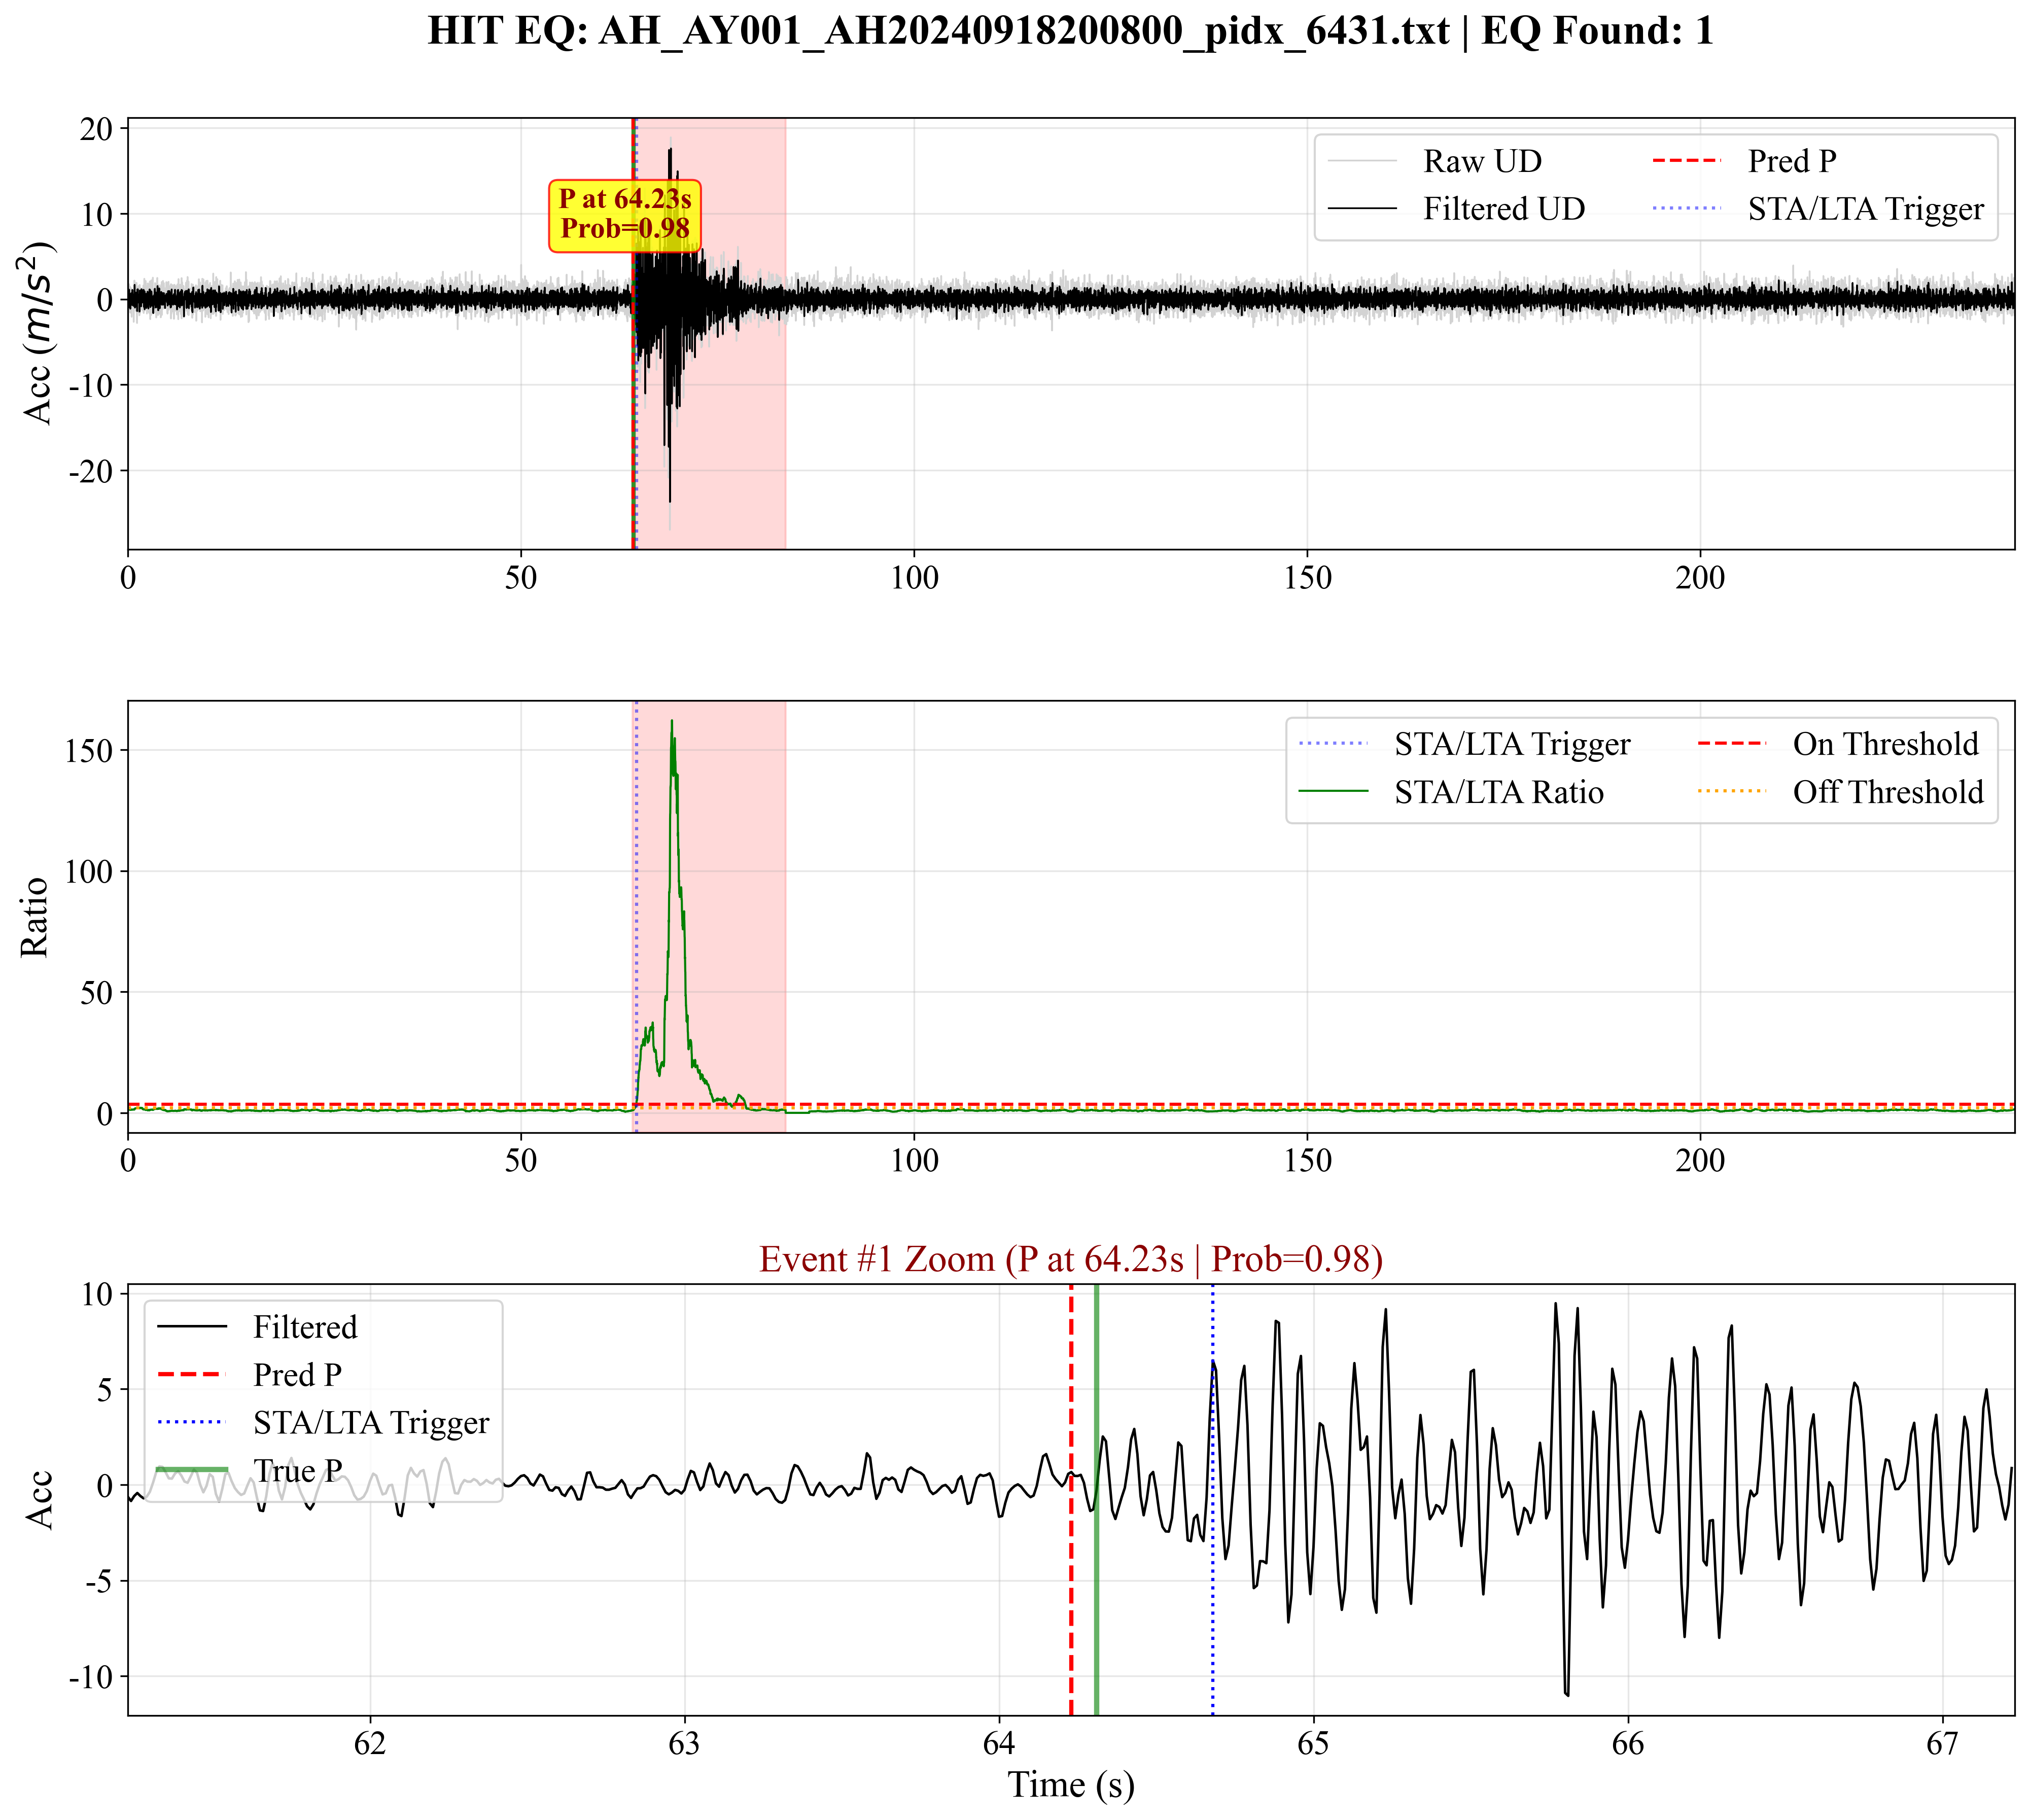 HIT EQ: AH_AY001_AH20240918200800_pidx_6431.txt | EQ Found: 1
20
10
0
-10
-20
Acc (m/s²)
P at 64.23s
Prob=0.98
Raw UD
Filtered UD
Pred P
STA/LTA Trigger
0 50 100 150 200
150
100
50
0
Ratio
STA/LTA Trigger
STA/LTA Ratio
On Threshold
Off Threshold
0 50 100 150 200
Event #1 Zoom (P at 64.23s | Prob=0.98)
10
5
0
-5
-10
Acc
Filtered
Pred P
STA/LTA Trigger
True P
62 63 64 65 66 67
Time (s)